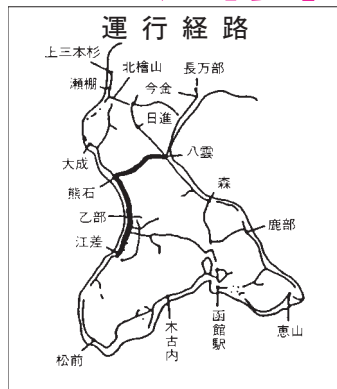 運行経路
上三本杉
北檜山
瀬棚
今金
長万部
日進
大成
八雲
熊石
森
乙部
鹿部
江差
木古内
函館駅
恵山
松前